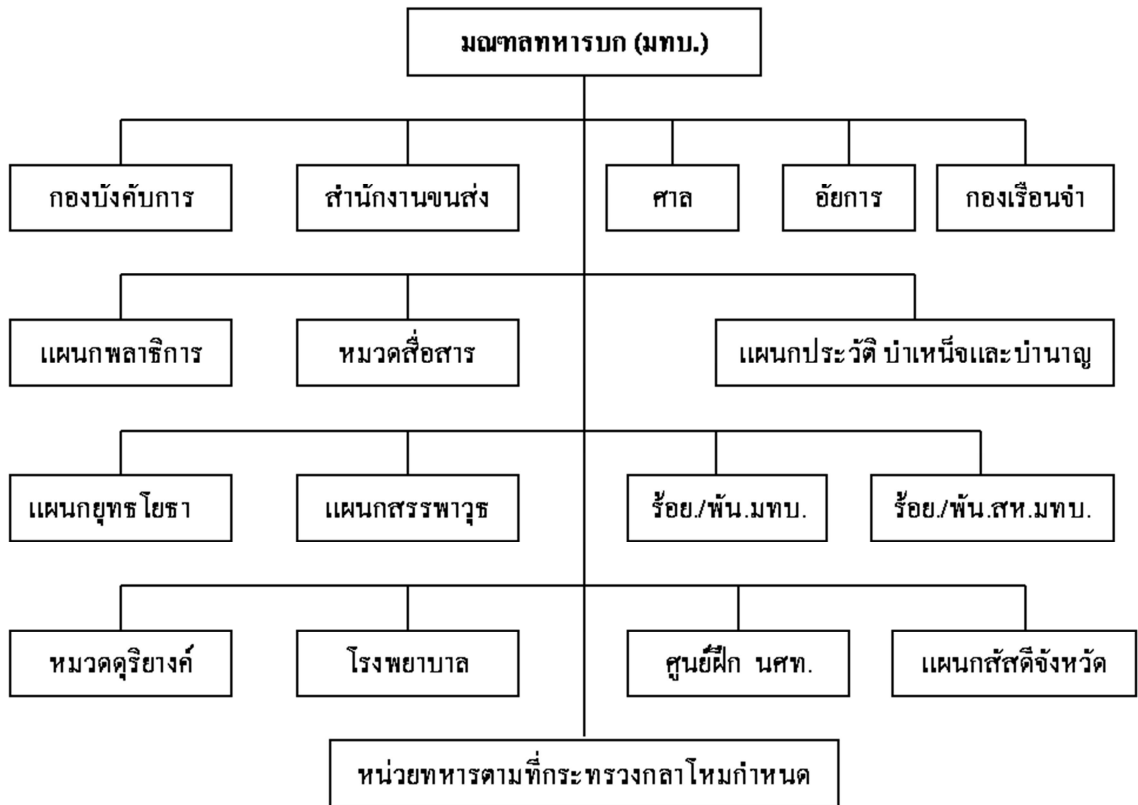 มณฑลทหารบก (มทบ.)
กองบังคับการ
สำนักงานขนส่ง
ศาล
อัยการ
กองเรือนจำ
แผนกพลาธิการ
หมวดสื่อสาร
แผนกประวัติ บำเหน็จและบำนาญ
แผนกยุทธโยธา
แผนกสรรพาวุธ
ร้อย./พัน.มทบ.
ร้อย./พัน.สห.มทบ.
หมวดดุริยางค์
โรงพยาบาล
ศูนย์ฝึก นศท.
แผนกสัสดีจังหวัด
หน่วยทหารตามที่กระทรวงกลาโหมกำหนด